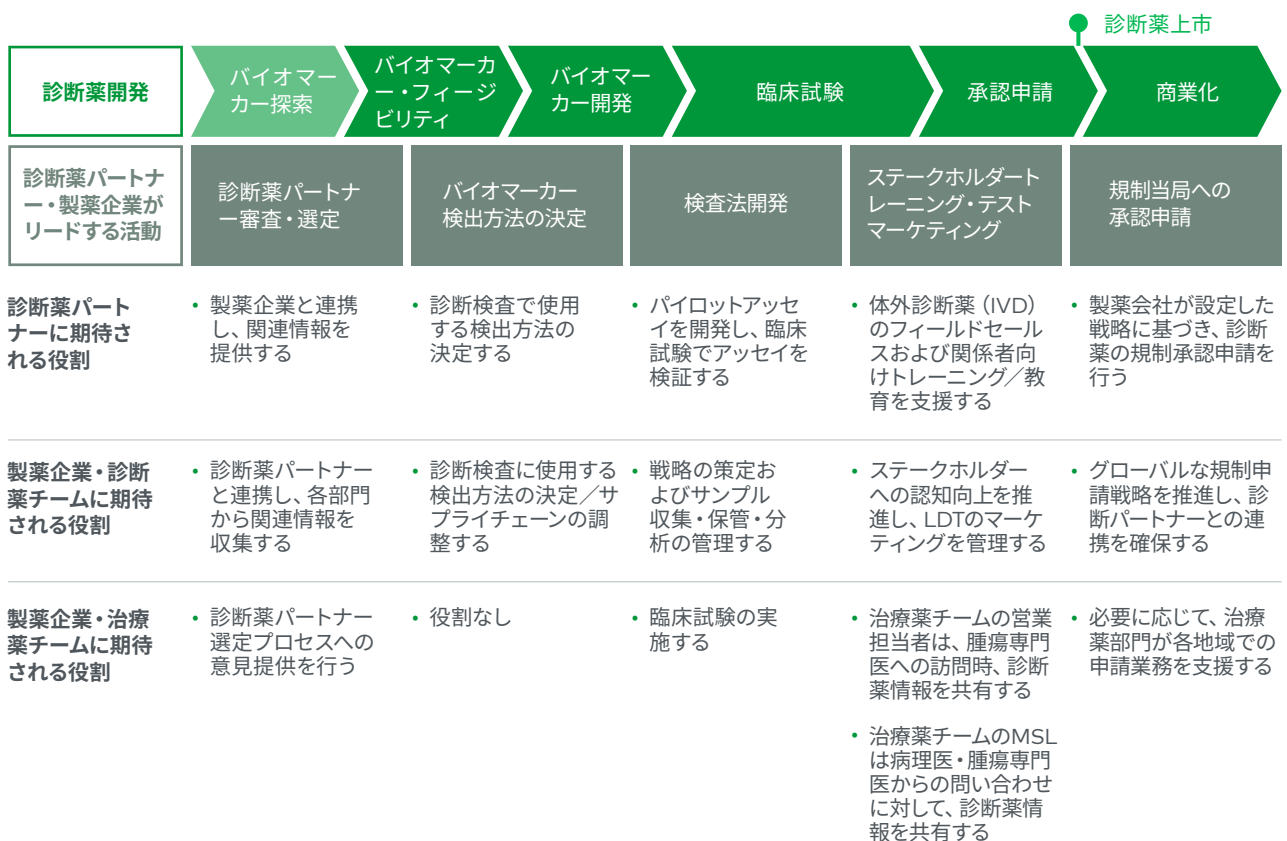 診断薬上市
診断薬開発
バイオマー
カー探索
バイオマーカ
ー・フィージ
ビリティ
バイオマー
カー開発
臨床試験
承認申請
商業化
診断薬パートナ
ー・製薬企業が
リードする活動
診断薬パートナ
ー審査・選定
バイオマーカー
検出方法の決定
検査法開発
ステークホルダート
レーニング・テスト
マーケティング
規制当局への
承認申請
診断薬パート
ナーに期待さ
れる役割
• 製薬企業と連携
し、関連情報を
提供する
• 診断検査で使用
する検出方法の
決定する
• パイロットアッセ
イを開発し、臨床
試験でアッセイを
検証する
• 体外診断薬（IVD）
のフィールドセール
スおよび関係者向
けトレーニング／教
育を支援する
• 製薬会社が設定した
戦略に基づき、診断
薬の規制承認申請を
行う
製薬企業・診断
薬チームに期待
される役割
• 診断薬パートナー
と連携し、各部門
から関連情報を
収集する
• 診断検査に使用する
検出方法の決定／サ
プライチェーンの調
整する
• 戦略の策定お
よびサンプル
収集・保管・分
析の管理する
• ステークホルダー
への認知向上を推
進し、LDTのマーケ
ティングを管理する
• グローバルな規制申
請戦略を推進し、診
断パートナーとの連
携を確保する
製薬企業・治療
薬チームに期待
される役割
• 診断薬パートナー
選定プロセスへの
意見提供を行う
• 役割なし
• 臨床試験の実
施する
• 治療薬チームの営業
担当者は、腫瘍専門
医への訪問時、診断
薬情報を共有する
• 治療薬チームのMSL
は病理医・腫瘍専門
医からの問い合わせ
に対して、診断薬情
報を共有する
• 必要に応じて、治療
薬部門が各地域での
申請業務を支援する